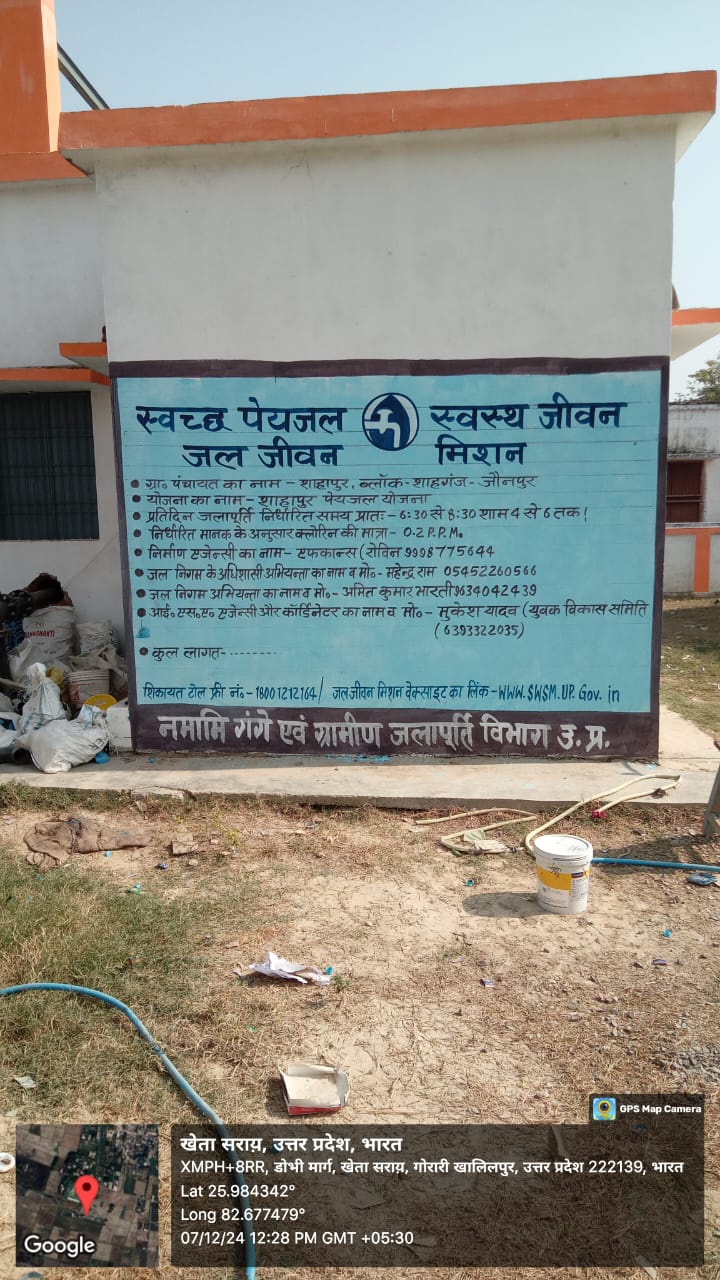 स्वच्छ पेयजल स्वस्थ जीवन
जल जीवन मिशन
ग्रा० पंचायत का नाम - शाहापुर, ब्लॉक- शाहगंज - जौनपुर
योजना का नाम - शाहापुर पेयजल योजना
प्रतिदिन जलापूर्ति निर्धारित समय प्रातः - 6:30 से 8:30 शाम 4 से 6 तक!
निर्धारित मानक के अनुसार क्लोरिन की मात्रा - 0.2 P.P.M.
निर्माण एजेन्सी का नाम - एफकान्स (रोविन 9998775644
जल निगम के अधिशासी अभियन्ता का नाम व मो०- महेन्द्र राम 05452260566
जल निगम अभियन्ता का नाम व मो०- अमित कुमार भारती 9634042439
आई० एस० ए० एजेन्सी और कॉर्डिनेटर का नाम व मो० - मुकेश यादव (युवक विकास समिति
(6393322035)
कुल लागत- - - - - - - -
शिकायत टोल फ्री नं०- 18001212164/ जल जीवन मिशन वेक्साइट का लिंक - WWW.SWSM.UP.Gov.in
नमामि गंगे एवं ग्रामीण जलापूर्ति विभाग उ. प्र.
GPS Map Camera
खेता सराय, उत्तर प्रदेश, भारत
XMPH+8RR, डोभी मार्ग, खेता सराय, गोरारी खालिलपुर, उत्तर प्रदेश 222139, भारत
Lat 25.984342°
Long 82.677479°
07/12/24 12:28 PM GMT +05:30
Google